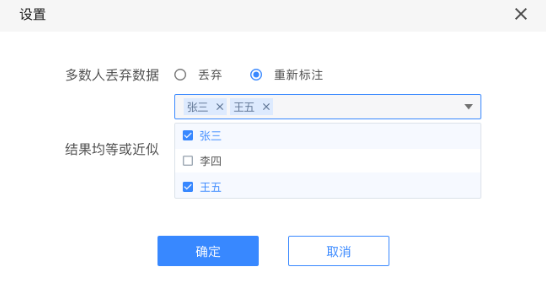 设置
多数人丢弃数据 丢弃 重新标注
张三 王五
张三
结果均等或近似
李四
王五
确定 取消